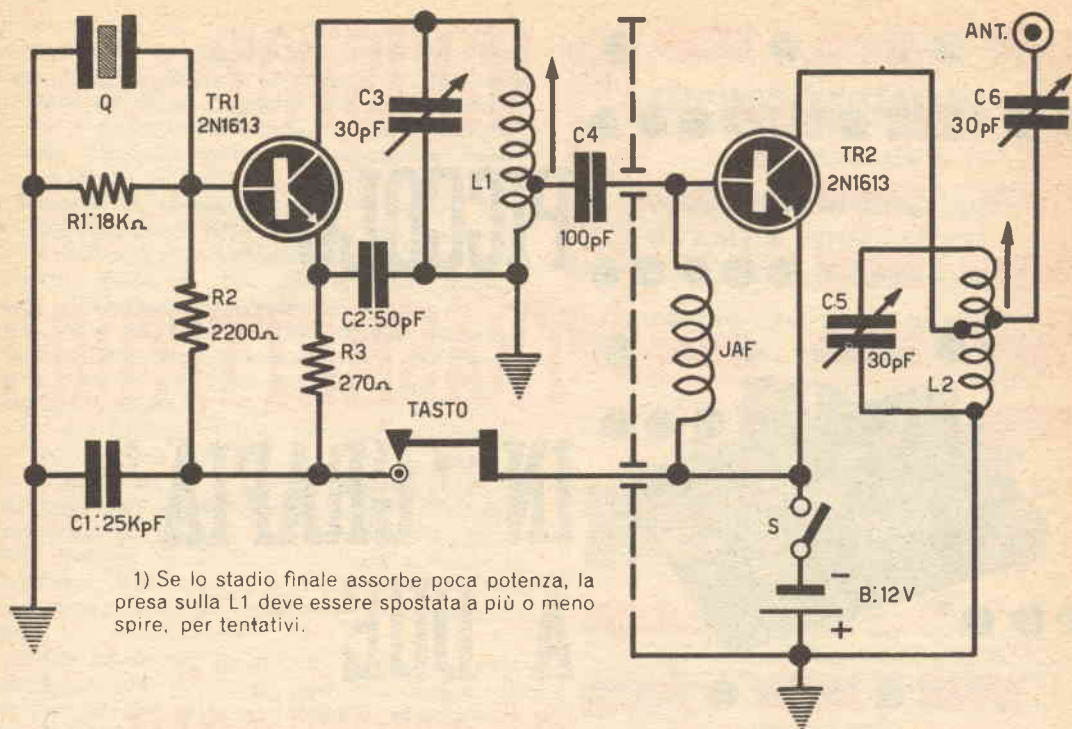 ANT.
Q
TR1
2N1613
C3
30pF
C6
30pF
C4
TR2
2N1613
L1
R1:18KΩ
100pF
R2
2200Ω
C2:50pF
C5
30pF
JAF
L2
R3
270Ω
TASTO
C1:25KpF
S
B:12V
-
+
1) Se lo stadio finale assorbe poca potenza, la
presa sulla L1 deve essere spostata a più o meno
spire, per tentativi.